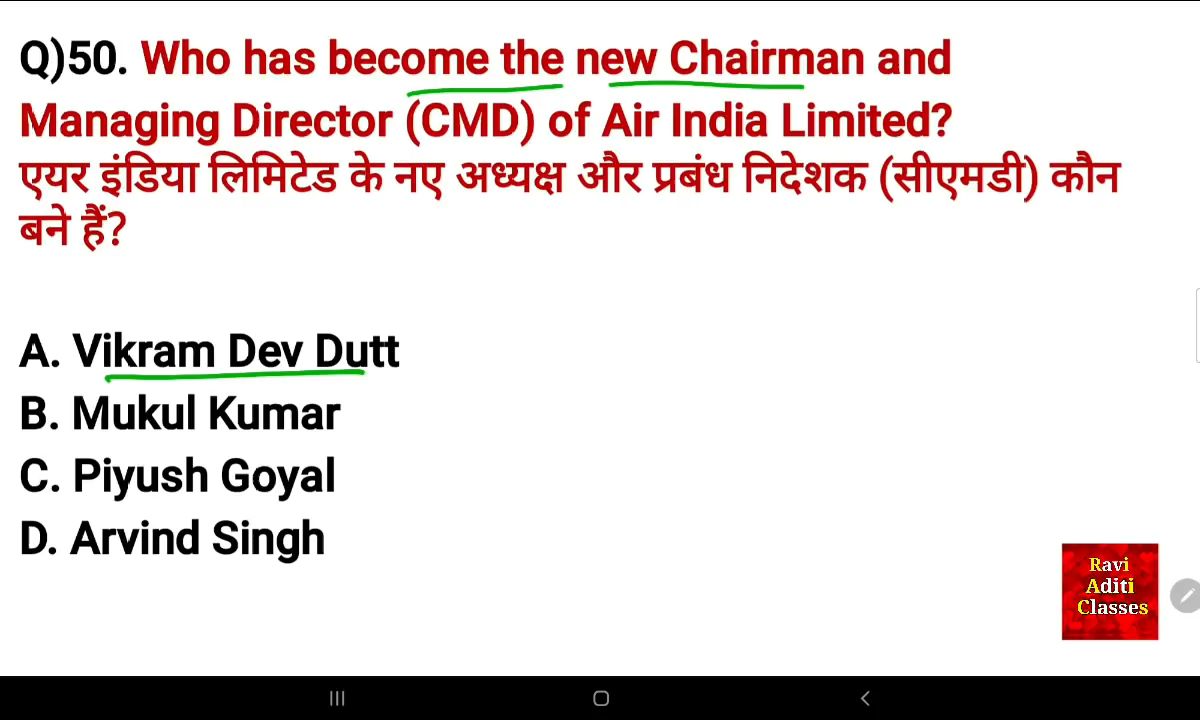 Q)50. Who has become the new Chairman and
Managing Director (CMD) of Air India Limited?
एयर इंडिया लिमिटेड के नए अध्यक्ष और प्रबंध निदेशक (सीएमडी) कौन
बने हैं?
A. Vikram Dev Dutt
B. Mukul Kumar
C. Piyush Goyal
D. Arvind Singh
Ravi
Aditi
Classes